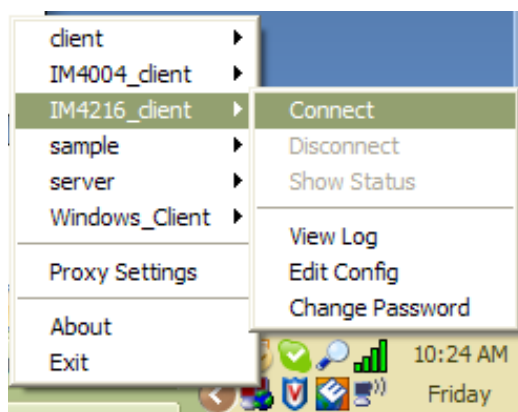 client
IM4004_client
IM4216_client
sample
server
Windows_Client
Proxy Settings
About
Exit
Connect
Disconnect
Show Status
View Log
Edit Config
Change Password
10:24 AM
Friday